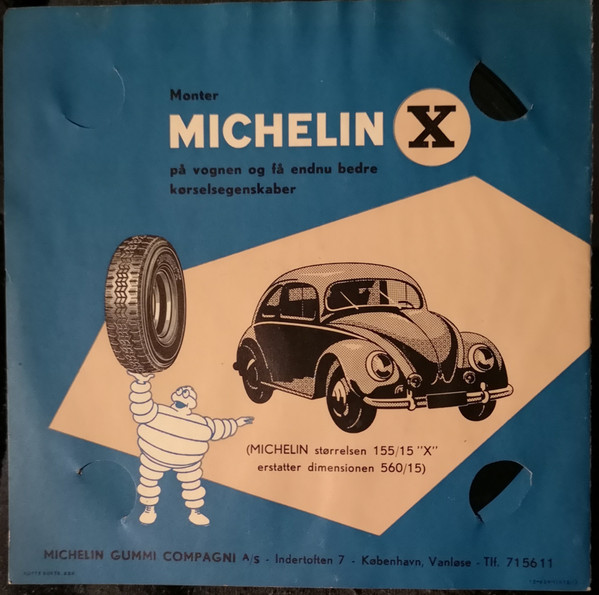 Monter
MICHELIN X
på vognen og få endnu bedre
kørselsegenskaber
(MICHELIN størrelsen 155/15 "X"
erstatter dimensionen 560/15)
MICHELIN GUMMI COMPAGNI A/S - Indertoften 7 - København, Vanløse - Tlf. 715611